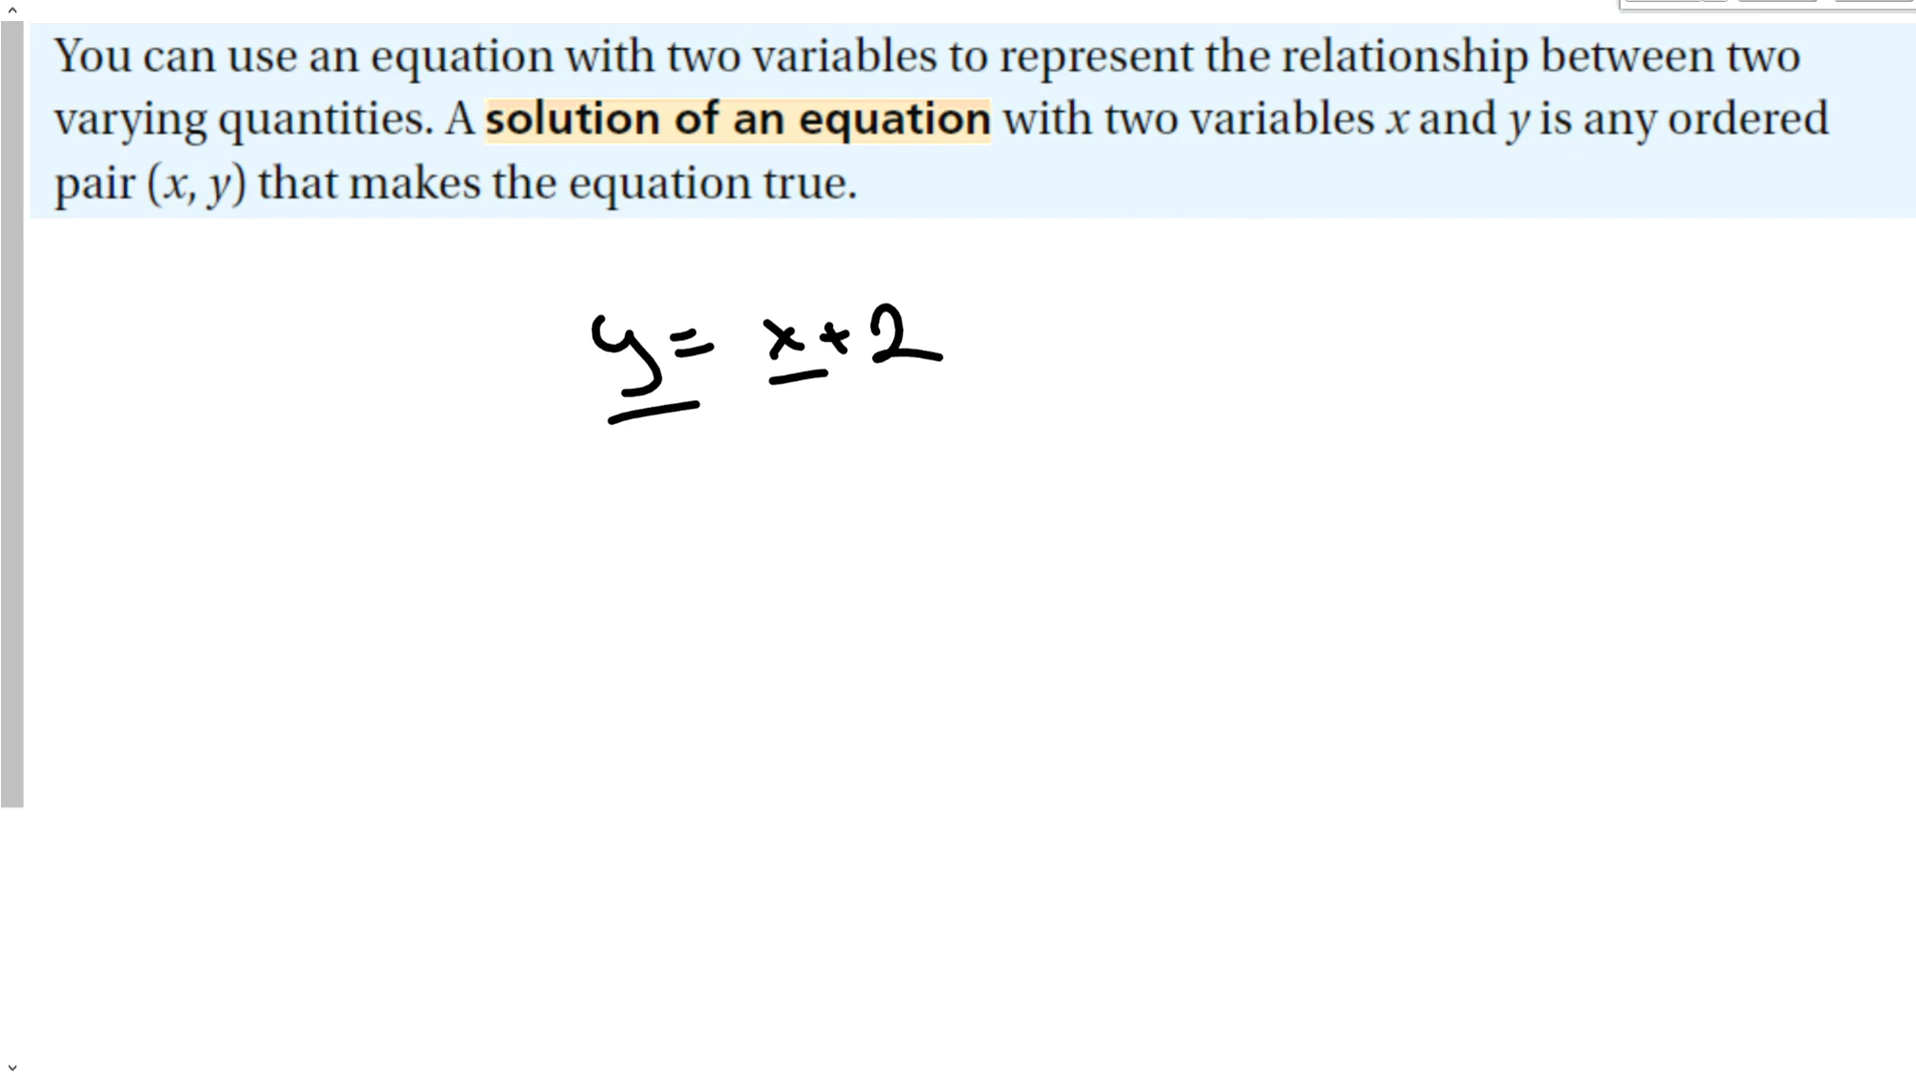 You can use an equation with two variables to represent the relationship between two
varying quantities. A solution of an equation with two variables x and y is any ordered
pair (x, y) that makes the equation true.
y = x + 2